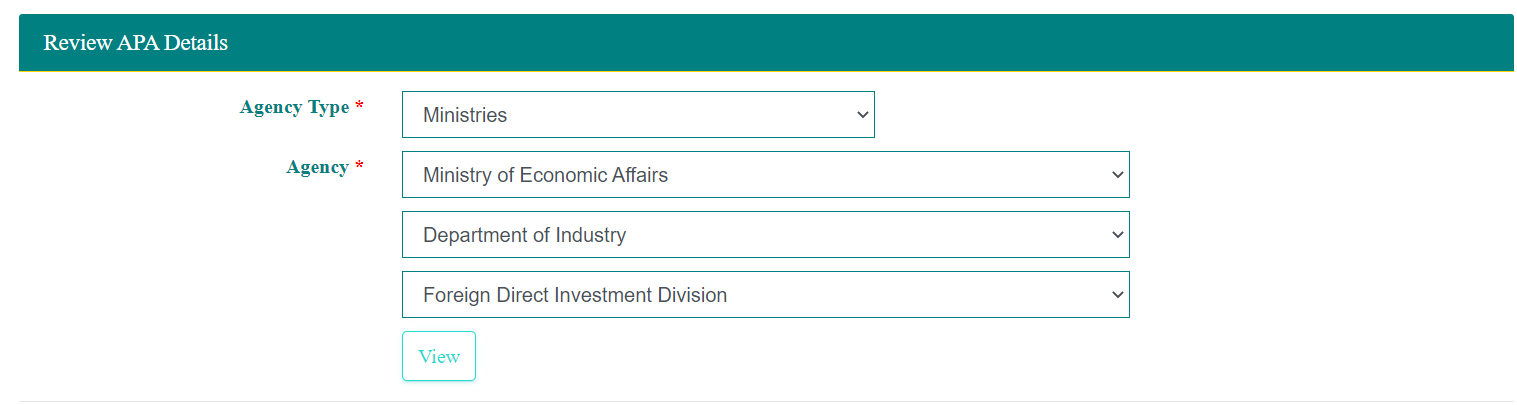 Review APA Details
Agency Type *
Ministries
Agency *
Ministry of Economic Affairs
Department of Industry
Foreign Direct Investment Division
View